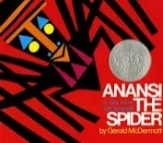 ANANSI
THE
SPIDER
by Gerald McDermott